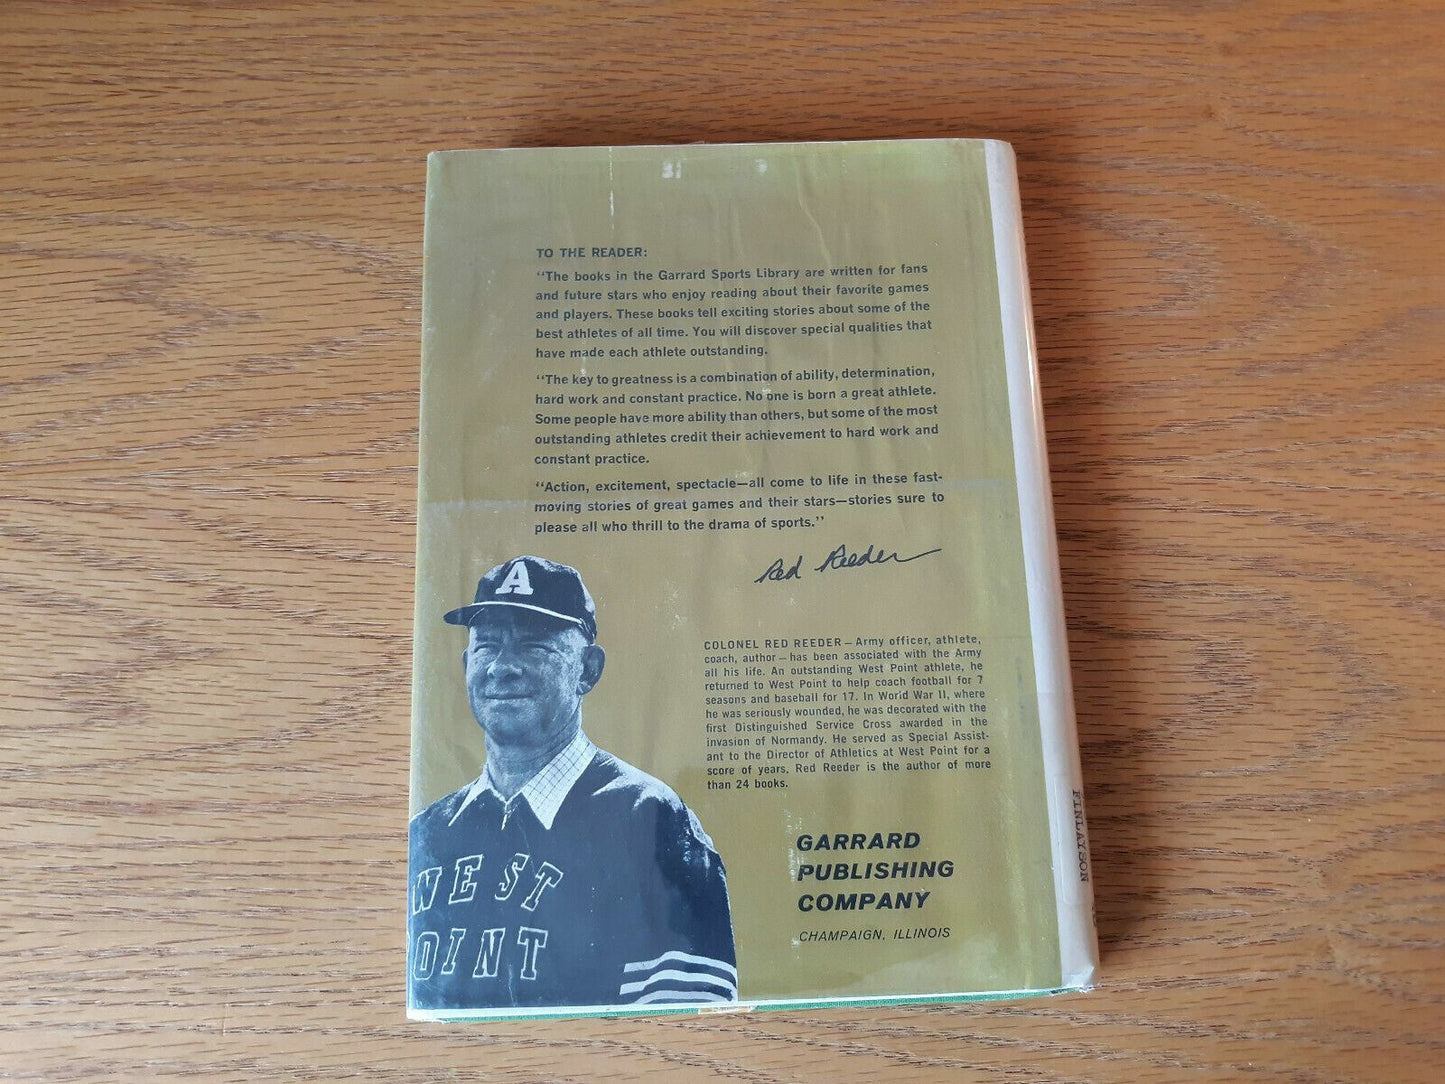 TO THE READER:
"The books in the Garrard Sports Library are written for fans
and future stars who enjoy reading about their favorite games
and players. These books tell exciting stories about some of the
best athletes of all time. You will discover special qualities that
have made each athlete outstanding.
"The key to greatness is a combination of ability, determination,
hard work and constant practice. No one is born a great athlete.
Some people have more ability than others, but some of the most
outstanding athletes credit their achievement to hard work and
constant practice.
"Action, excitement, spectacle—all come to life in these fast-
moving stories of great games and their stars—stories sure to
please all who thrill to the drama of sports."
Red Reeder
A
COLONEL RED REEDER — Army officer, athlete,
coach, author — has been associated with the Army
all his life. An outstanding West Point athlete, he
returned to West Point to help coach football for 7
seasons and baseball for 17. In World War II, where
he was seriously wounded, he was decorated with the
first Distinguished Service Cross awarded in the
invasion of Normandy. He served as Special Assist-
ant to the Director of Athletics at West Point for a
score of years. Red Reeder is the author of more
than 24 books.
WEST
OINT
GARRARD
PUBLISHING
COMPANY
CHAMPAIGN, ILLINOIS
FINLAYSON